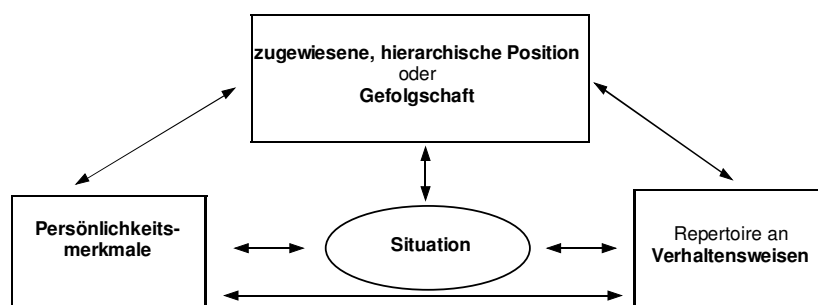 zugewiesene, hierarchische Position
oder
Gefolgschaft
Persönlichkeits-
merkmale
Situation
Repertoire an
Verhaltensweisen